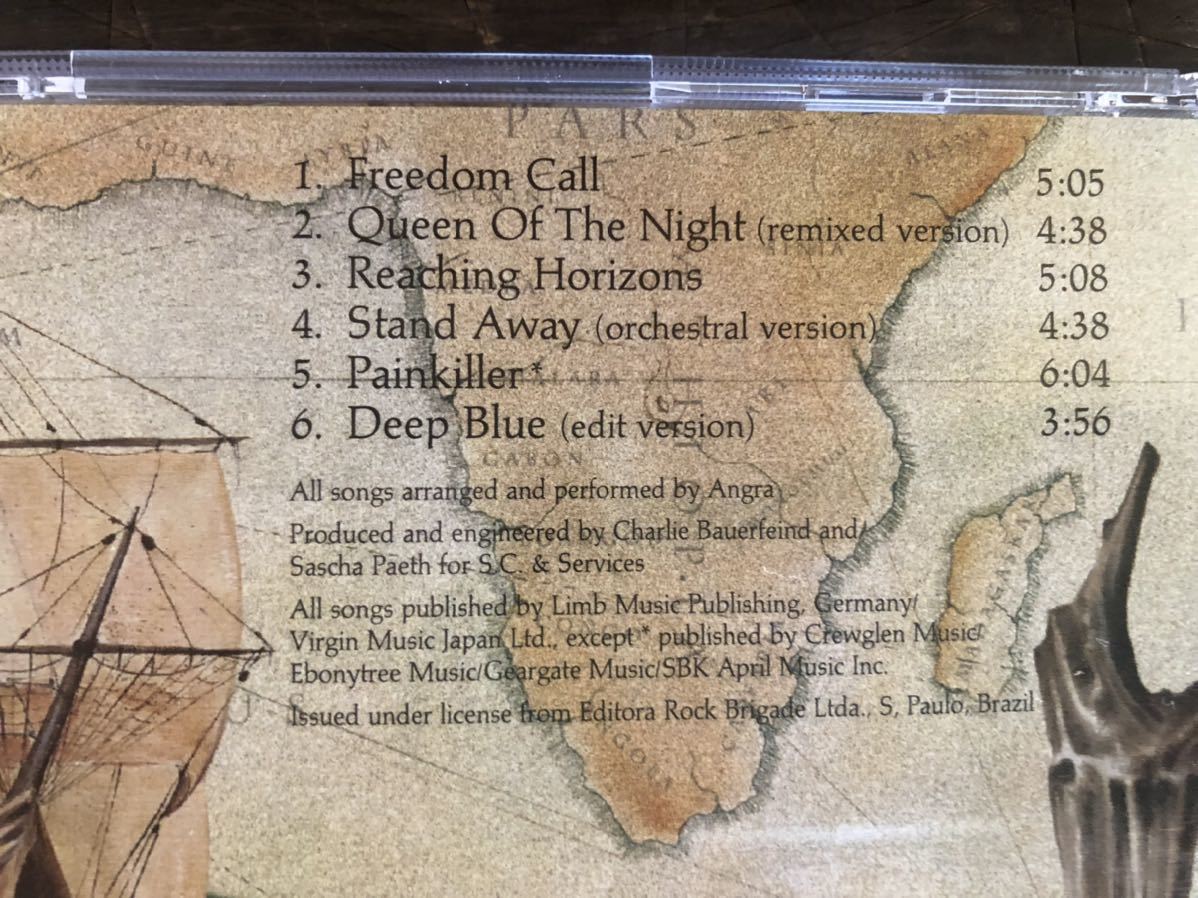 PARS
GUINE
1. Freedom Call 5:05
2. Queen Of The Night (remixed version) 4:38
3. Reaching Horizons 5:08
4. Stand Away (orchestral version) 4:38
5. Painkiller* 6:04
6. Deep Blue (edit version) 3:56
GABON
All songs arranged and performed by Angra
Produced and engineered by Charlie Bauerfeind and/
Sascha Paeth for S.C. & Services
All songs published by Limb Music Publishing, Germany/
Virgin Music Japan Ltd., except * published by Crewglen Music/
Ebonytree Music/Geargate Music/SBK April Music Inc.
Issued under license from Editora Rock Brigade Ltda., S, Paulo, Brazil